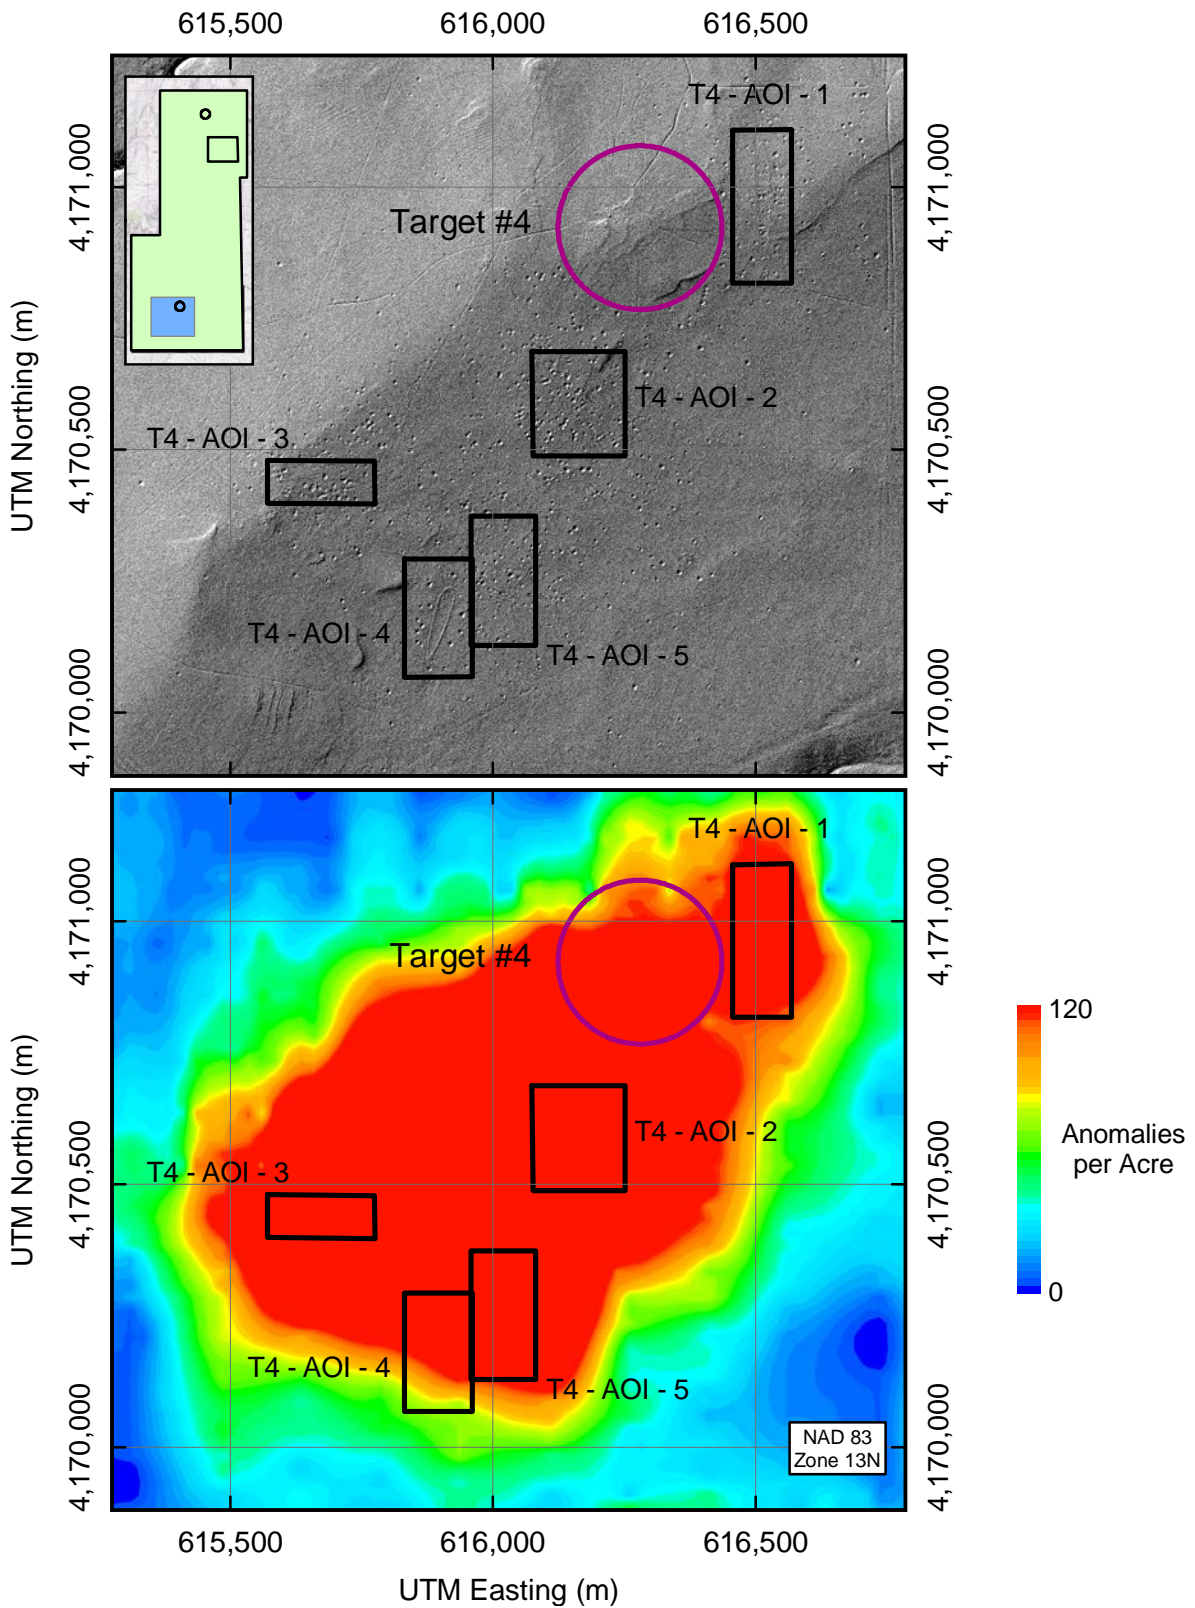 615,500 616,000 616,500
T4 - AOI - 1
4,171,000 4,171,000
Target #4
UTM Northing (m)
T4 - AOI - 2
4,170,500 4,170,500
T4 - AOI - 3
T4 - AOI - 4
T4 - AOI - 5
4,170,000 4,170,000
T4 - AOI - 1
4,171,000 4,171,000
Target #4
120
UTM Northing (m)
T4 - AOI - 2
Anomalies
per Acre
4,170,500 4,170,500
T4 - AOI - 3
0
T4 - AOI - 4
T4 - AOI - 5
NAD 83
Zone 13N
4,170,000 4,170,000
615,500 616,000 616,500
UTM Easting (m)